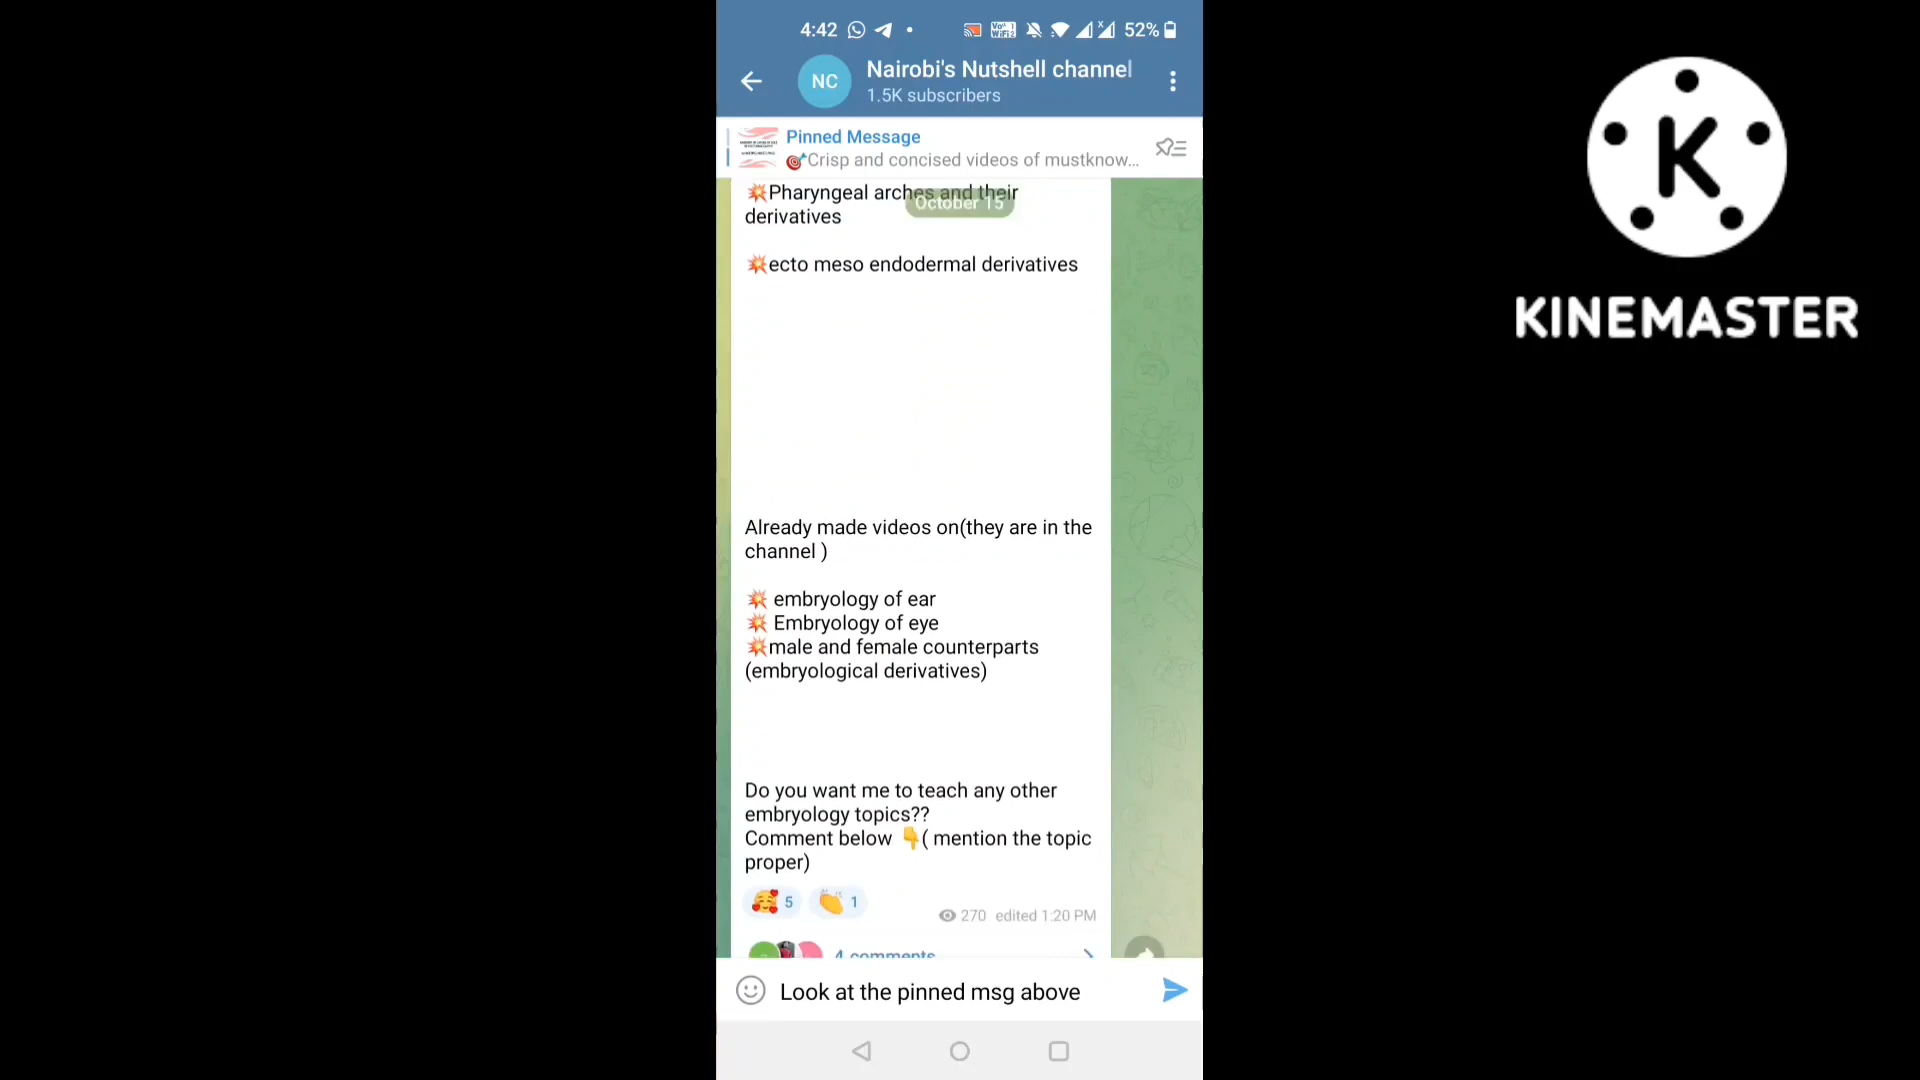 4:42 52%
NC
Nairobi's Nutshell channel
1.5K subscribers
Pinned Message
🎯Crisp and concised videos of mustknow...
💥Pharyngeal arches and their
derivatives
October 15
💥ecto meso endodermal derivatives
Already made videos on(they are in the
channel )
💥 embryology of ear
💥 Embryology of eye
💥male and female counterparts
(embryological derivatives)
Do you want me to teach any other
embryology topics??
Comment below 👇( mention the topic
proper)
🥰 5 👏 1
270 edited 1:20 PM
4 comments
Look at the pinned msg above
K
KINEMASTER